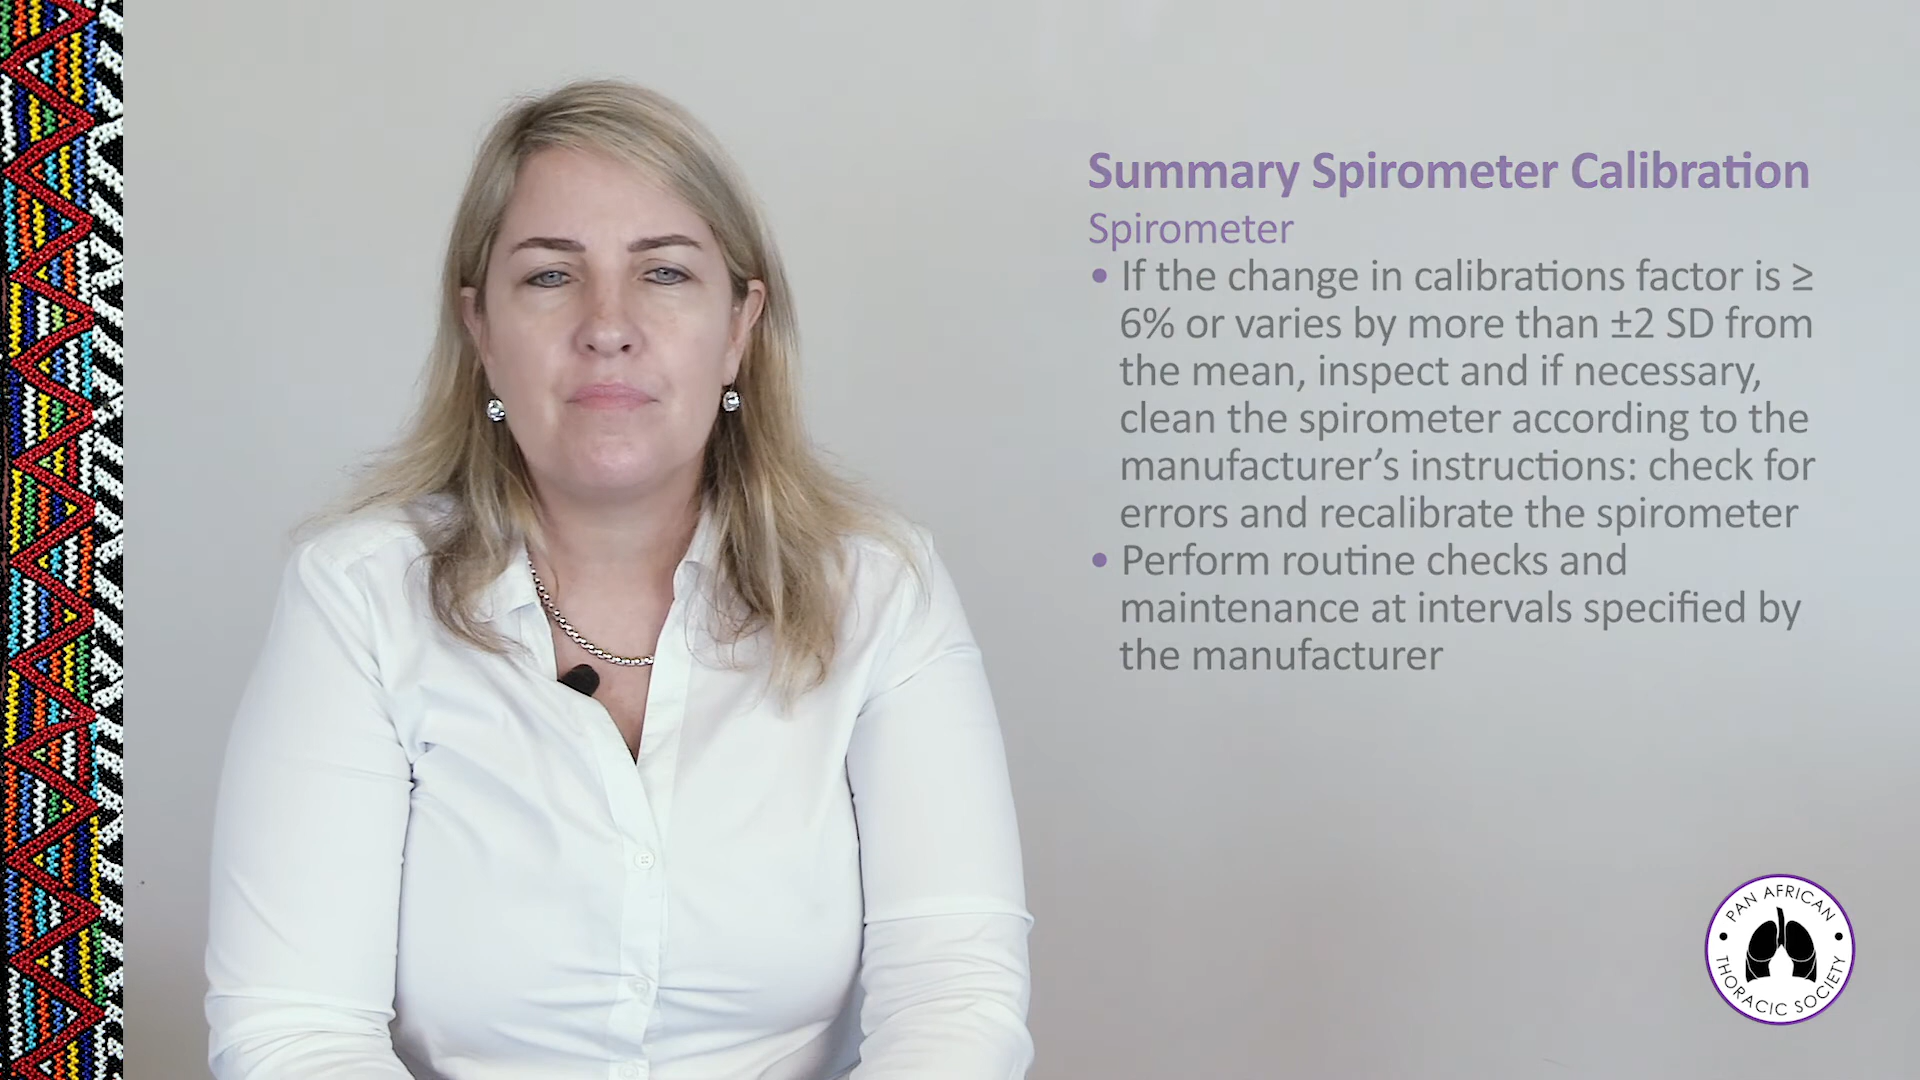 Summary Spirometer Calibration
Spirometer
• If the change in calibrations factor is ≥
6% or varies by more than ±2 SD from
the mean, inspect and if necessary,
clean the spirometer according to the
manufacturer’s instructions: check for
errors and recalibrate the spirometer
• Perform routine checks and
maintenance at intervals specified by
the manufacturer
PAN AFRICAN
THORACIC SOCIETY